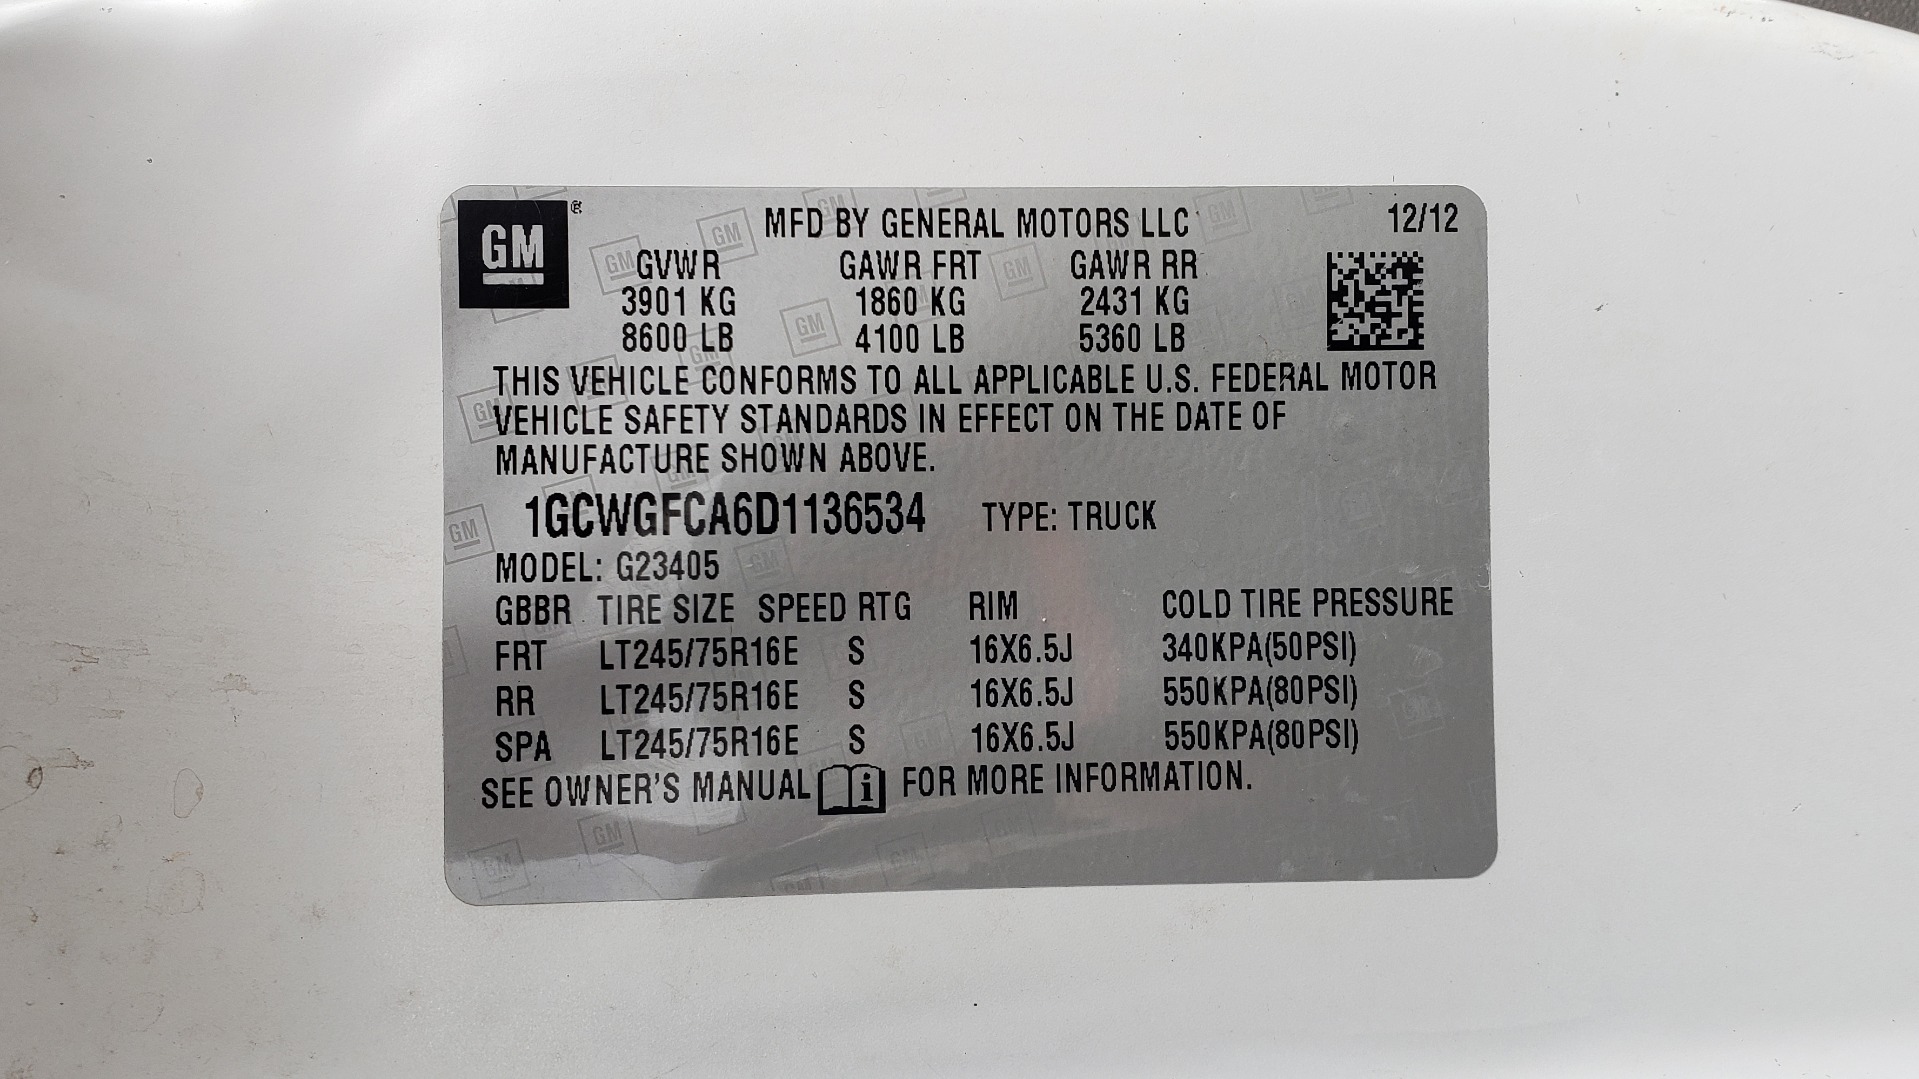 GM ®
MFD BY GENERAL MOTORS LLC 12/12
GVWR GAWR FRT GAWR RR
3901 KG 1860 KG 2431 KG
8600 LB 4100 LB 5360 LB
THIS VEHICLE CONFORMS TO ALL APPLICABLE U.S. FEDERAL MOTOR
VEHICLE SAFETY STANDARDS IN EFFECT ON THE DATE OF
MANUFACTURE SHOWN ABOVE.
1GCWGFCA6D1136534 TYPE: TRUCK
MODEL: G23405
GBBR TIRE SIZE SPEED RTG RIM COLD TIRE PRESSURE
FRT LT245/75R16E S 16X6.5J 340KPA(50PSI)
RR LT245/75R16E S 16X6.5J 550KPA(80PSI)
SPA LT245/75R16E S 16X6.5J 550KPA(80PSI)
SEE OWNER'S MANUAL i FOR MORE INFORMATION.